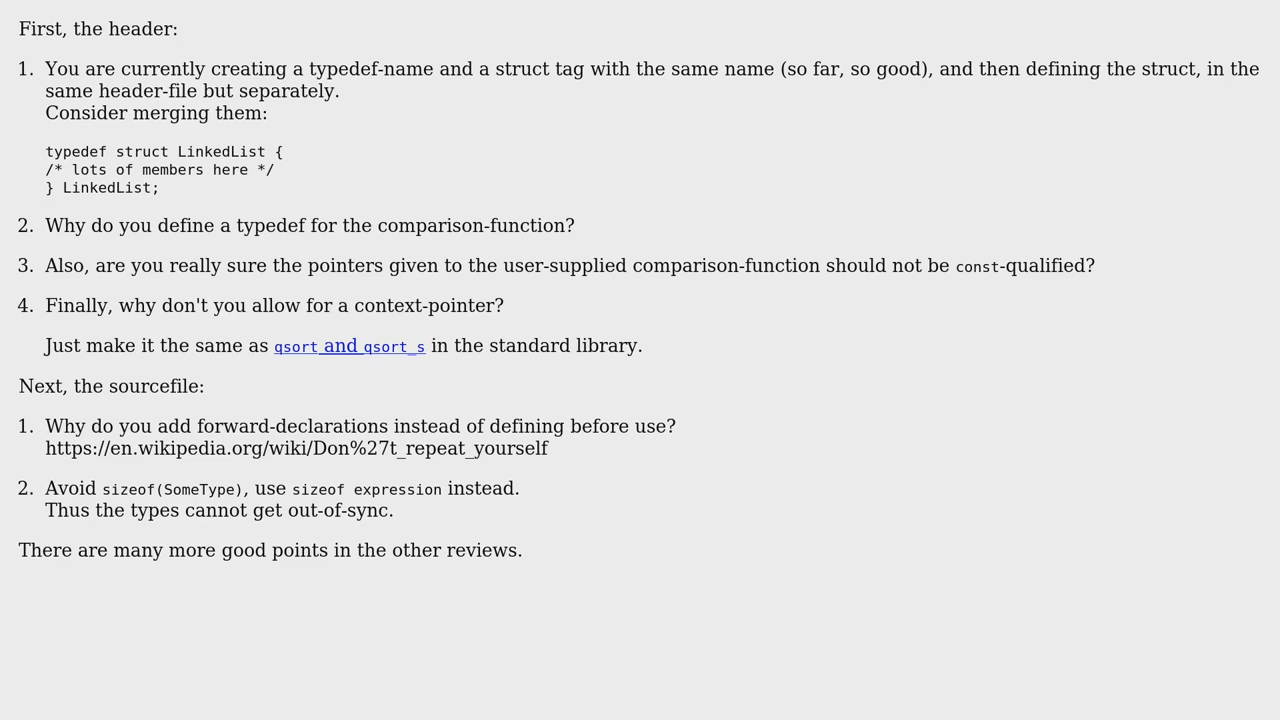 First, the header:
1. You are currently creating a typedef-name and a struct tag with the same name (so far, so good), and then defining the struct, in the
same header-file but separately.
Consider merging them:
typedef struct LinkedList {
/* lots of members here */
} LinkedList;
2. Why do you define a typedef for the comparison-function?
3. Also, are you really sure the pointers given to the user-supplied comparison-function should not be const-qualified?
4. Finally, why don't you allow for a context-pointer?
Just make it the same as qsort and qsort_s in the standard library.
Next, the sourcefile:
1. Why do you add forward-declarations instead of defining before use?
https://en.wikipedia.org/wiki/Don%27t_repeat_yourself
2. Avoid sizeof(SomeType), use sizeof expression instead.
Thus the types cannot get out-of-sync.
There are many more good points in the other reviews.